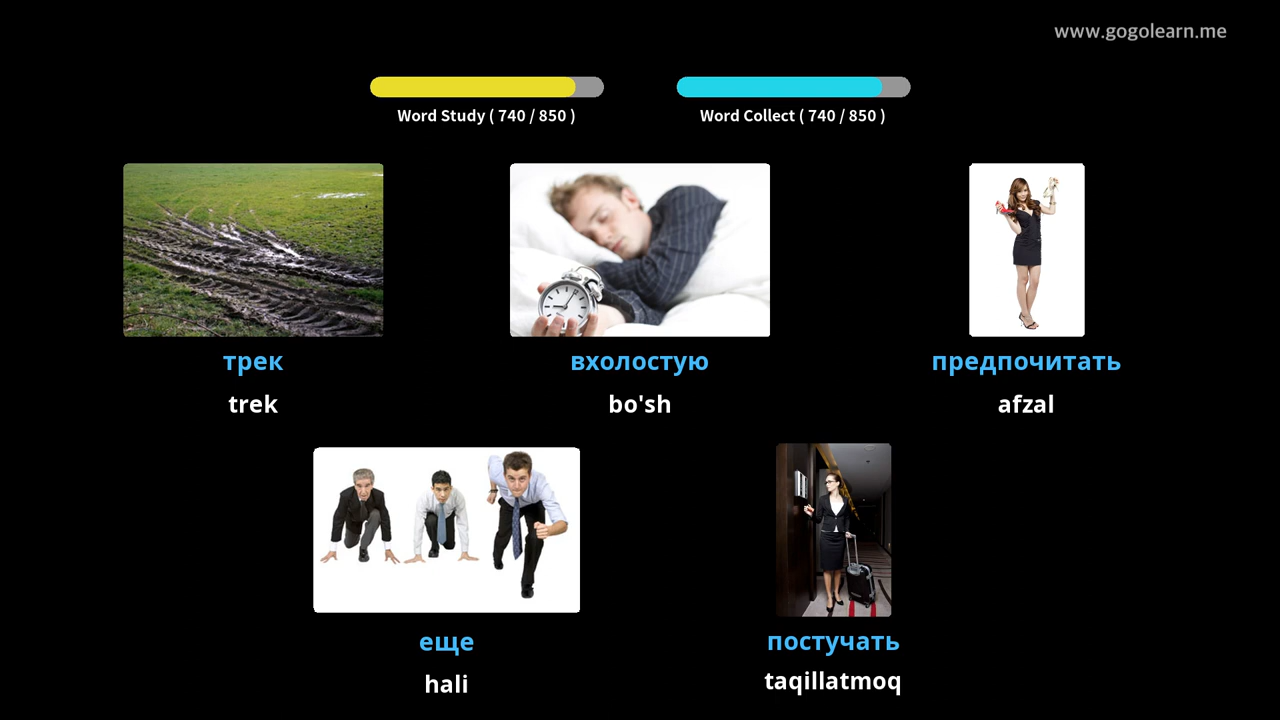 www.gogolearn.me
Word Study ( 740 / 850 )
Word Collect ( 740 / 850 )
трек
вхолостую
предпочитать
trek
bo'sh
afzal
еще
постучать
hali
taqillatmoq